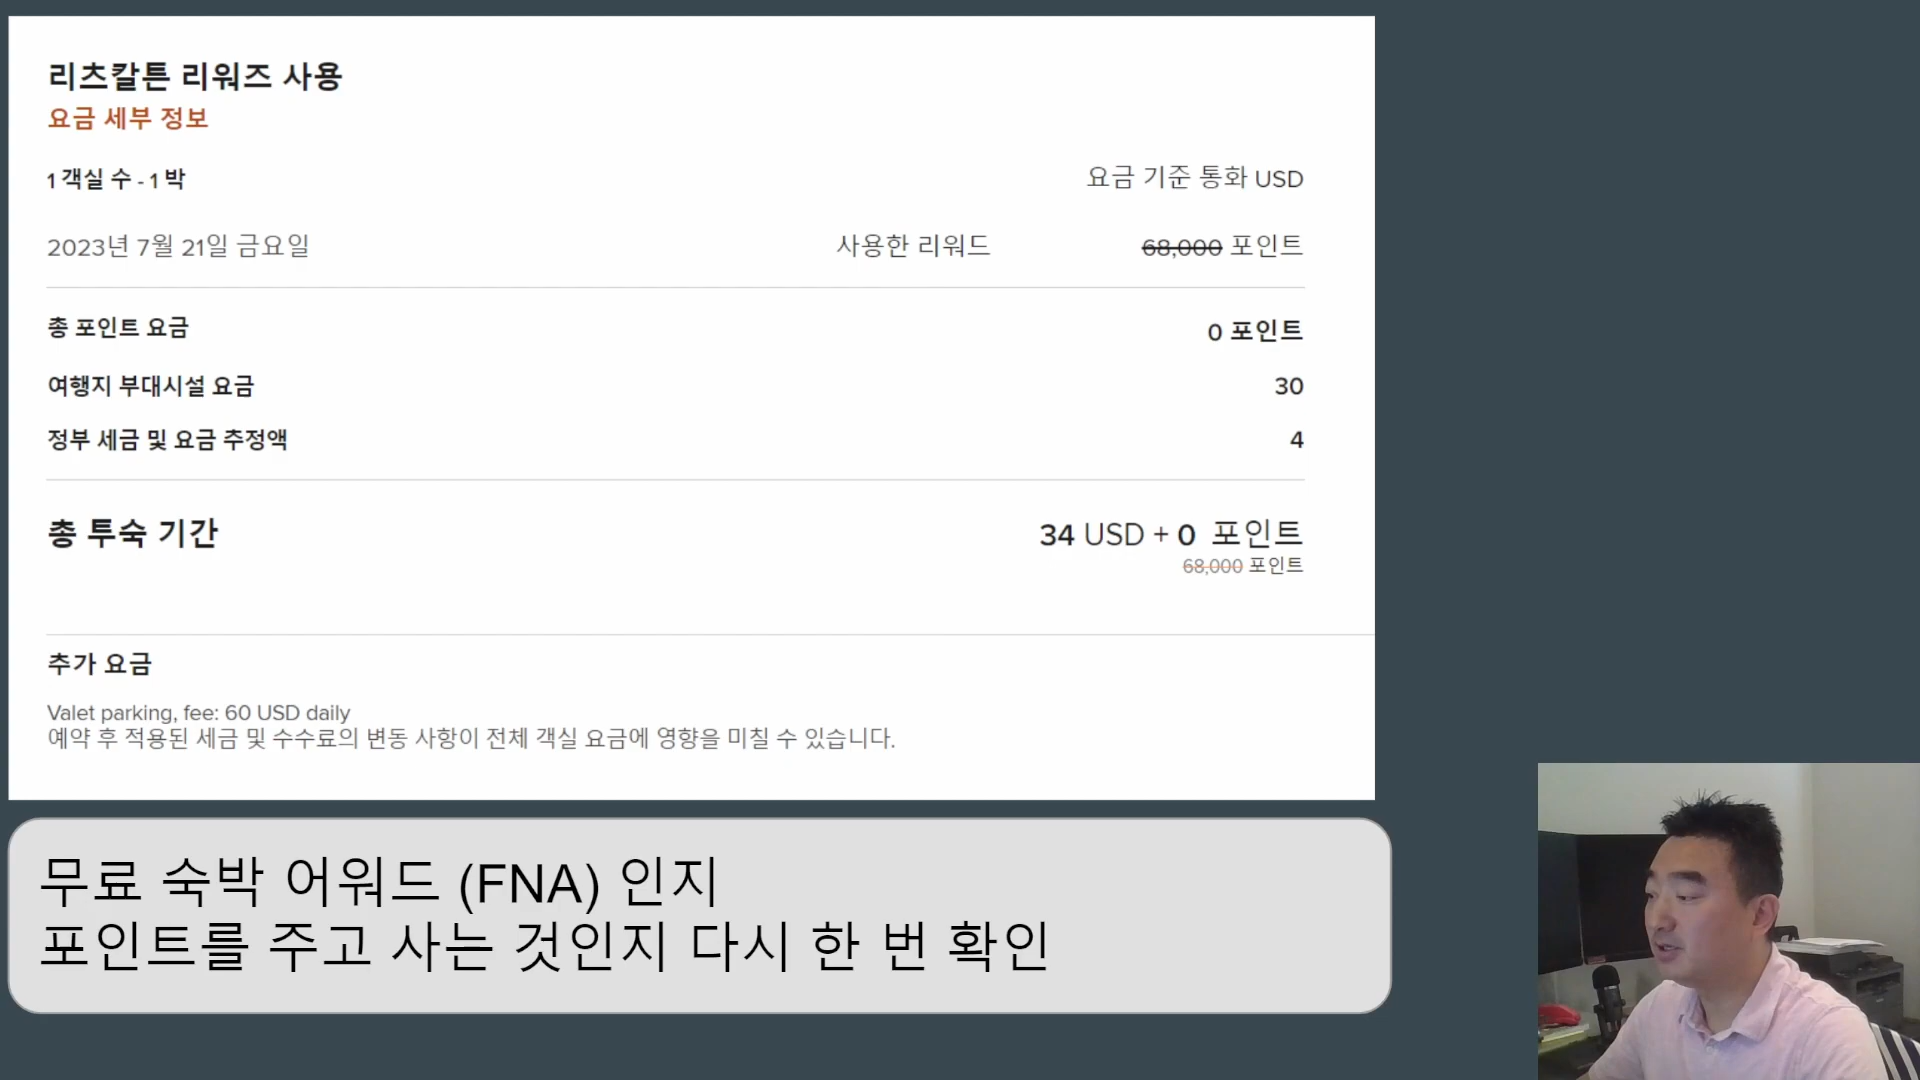 리츠칼튼 리워즈 사용
요금 세부 정보
1 객실 수 - 1 박 요금 기준 통화 USD
2023년 7월 21일 금요일 사용한 리워드 68,000 포인트
총 포인트 요금 0 포인트
여행지 부대시설 요금 30
정부 세금 및 요금 추정액 4
총 투숙 기간 34 USD + 0 포인트
68,000 포인트
추가 요금
Valet parking, fee: 60 USD daily
예약 후 적용된 세금 및 수수료의 변동 사항이 전체 객실 요금에 영향을 미칠 수 있습니다.
무료 숙박 어워드 (FNA) 인지
포인트를 주고 사는 것인지 다시 한 번 확인